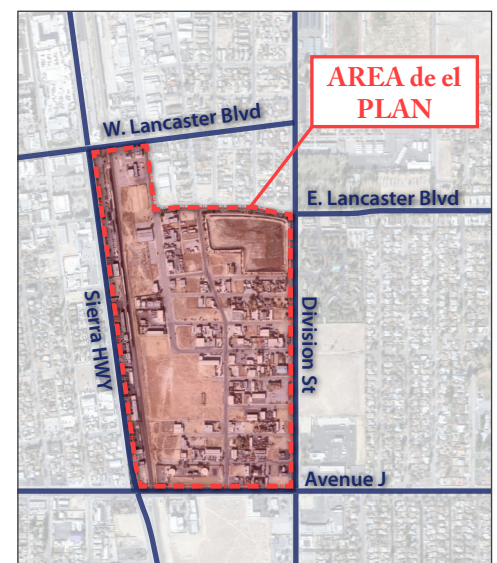 AREA de el
PLAN
W. Lancaster Blvd
E. Lancaster Blvd
Sierra HWY
Division St
Avenue J